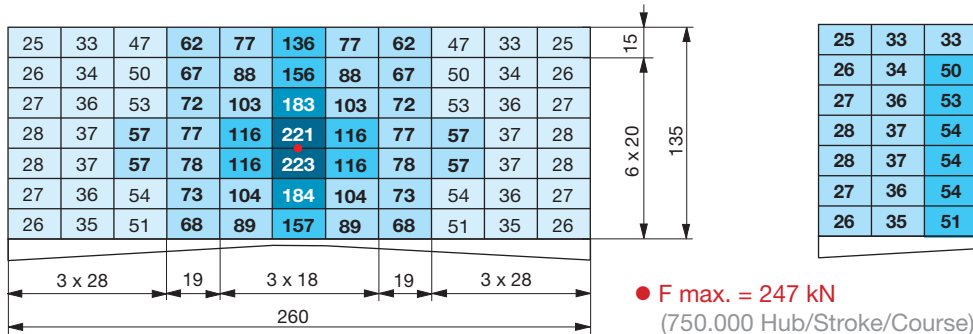 25 33 47 62 77 136 77 62 47 33 25
26 34 50 67 88 156 88 67 50 34 26
27 36 53 72 103 183 103 72 53 36 27
28 37 57 77 116 221 116 77 57 37 28
28 37 57 78 116 223 116 78 57 37 28
27 36 54 73 104 184 104 73 54 36 27
26 35 51 68 89 157 89 68 51 35 26
15
6 x 20
135
3 x 28 19 3 x 18 19 3 x 28
260
25 33 33
26 34 50
27 36 53
28 37 54
28 37 54
27 36 54
26 35 51
F max. = 247 kN
(750.000 Hub/Stroke/Course)